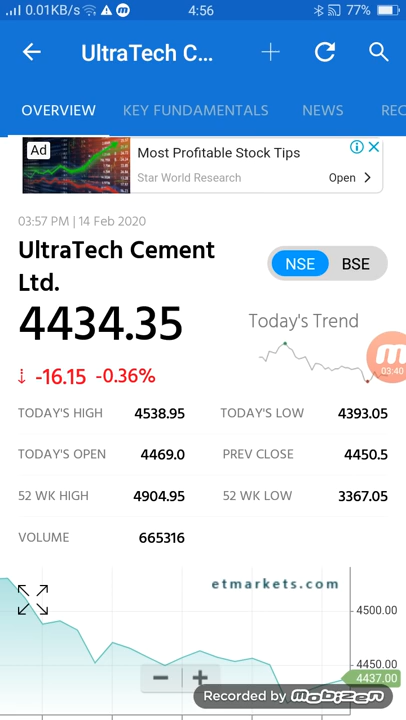 0.01KB/s 4:56 77%
UltraTech C...
OVERVIEW KEY FUNDAMENTALS NEWS REC
Ad
Most Profitable Stock Tips
Star World Research Open
03:57 PM | 14 Feb 2020
UltraTech Cement
Ltd.
NSE BSE
4434.35
Today's Trend
-16.15 -0.36%
03:40
TODAY'S HIGH 4538.95 TODAY'S LOW 4393.05
TODAY'S OPEN 4469.0 PREV CLOSE 4450.5
52 WK HIGH 4904.95 52 WK LOW 3367.05
VOLUME 665316
etmarkets.com
4500.00
4450.00
4437.00
Recorded by mobizen